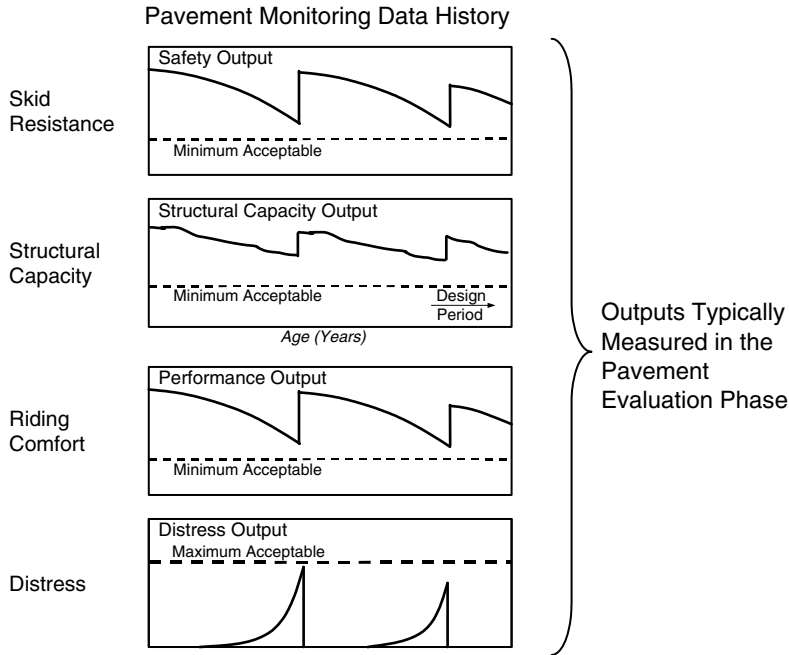 Pavement Monitoring Data History
Skid
Resistance
Safety Output
Minimum Acceptable
Structural
Capacity
Structural Capacity Output
Minimum Acceptable
Design
Period
Age (Years)
Riding
Comfort
Performance Output
Minimum Acceptable
Distress
Distress Output
Maximum Acceptable
Outputs Typically
Measured in the
Pavement
Evaluation Phase